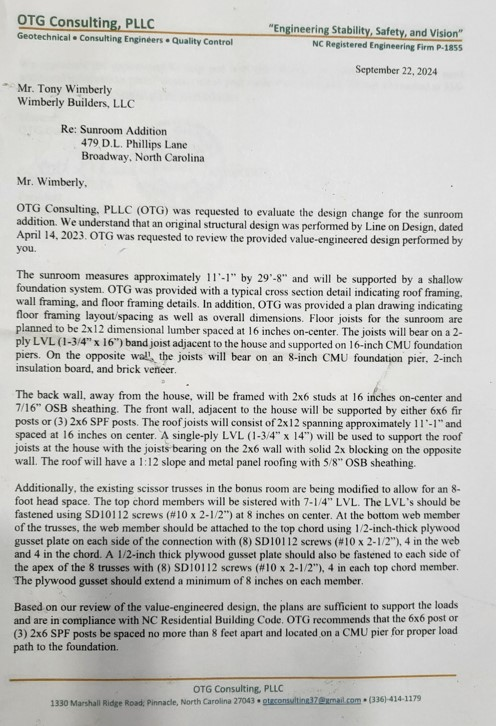 OTG Consulting, PLLC
Geotechnical • Consulting Engineers • Quality Control
"Engineering Stability, Safety, and Vision"
NC Registered Engineering Firm P-1855
September 22, 2024
Mr. Tony Wimberly
Wimberly Builders, LLC
Re: Sunroom Addition
479 D.L. Phillips Lane
Broadway, North Carolina
Mr. Wimberly,
OTG Consulting, PLLC (OTG) was requested to evaluate the design change for the sunroom
addition. We understand that an original structural design was performed by Line on Design, dated
April 14, 2023. OTG was requested to review the provided value-engineered design performed by
you.
The sunroom measures approximately 11'-1" by 29'-8" and will be supported by a shallow
foundation system. OTG was provided with a typical cross section detail indicating roof framing,
wall framing, and floor framing details. In addition, OTG was provided a plan drawing indicating
floor framing layout/spacing as well as overall dimensions. Floor joists for the sunroom are
planned to be 2x12 dimensional lumber spaced at 16 inches on-center. The joists will bear on a 2-
ply LVL (1-3/4" x 16") band joist adjacent to the house and supported on 16-inch CMU foundation
piers. On the opposite wall, the joists will bear on an 8-inch CMU foundation pier, 2-inch
insulation board, and brick veneer.
The back wall, away from the house, will be framed with 2x6 studs at 16 inches on-center and
7/16" OSB sheathing. The front wall, adjacent to the house will be supported by either 6x6 fir
posts or (3) 2x6 SPF posts. The roof joists will consist of 2x12 spanning approximately 11'-1" and
spaced at 16 inches on center. A single-ply LVL (1-3/4" x 14") will be used to support the roof
joists at the house with the joists bearing on the 2x6 wall with solid 2x blocking on the opposite
wall. The roof will have a 1:12 slope and metal panel roofing with 5/8" OSB sheathing.
Additionally, the existing scissor trusses in the bonus room are being modified to allow for an 8-
foot head space. The top chord members will be sistered with 7-1/4" LVL. The LVL's should be
fastened using SD10112 screws (#10 x 2-1/2") at 8 inches on center. At the bottom web member
of the trusses, the web member should be attached to the top chord using 1/2-inch-thick plywood
gusset plate on each side of the connection with (8) SD10112 screws (#10 x 2-1/2"), 4 in the web
and 4 in the chord. A 1/2-inch thick plywood gusset plate should also be fastened to each side of
the apex of the 8 trusses with (8) SD10112 screws (#10 x 2-1/2"), 4 in each top chord member.
The plywood gusset should extend a minimum of 8 inches on each member.
Based on our review of the value-engineered design, the plans are sufficient to support the loads
and are in compliance with NC Residential Building Code. OTG recommends that the 6x6 post or
(3) 2x6 SPF posts be spaced no more than 8 feet apart and located on a CMU pier for proper load
path to the foundation.
OTG Consulting, PLLC
1330 Marshall Ridge Road; Pinnacle, North Carolina 27043 • otgconsulting37@gmail.com • (336)-414-1179